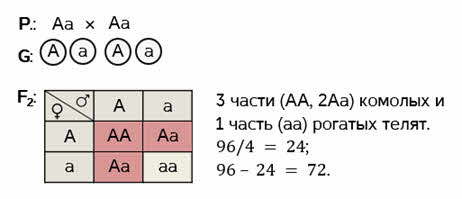 P.: Aa × Aa
G: A a A a
F2: ♀ ♂ A a
A AA Aa
a Aa aa
3 части (AA, 2Aa) комолых и
1 часть (aa) рогатых телят.
96/4 = 24;
96 – 24 = 72.